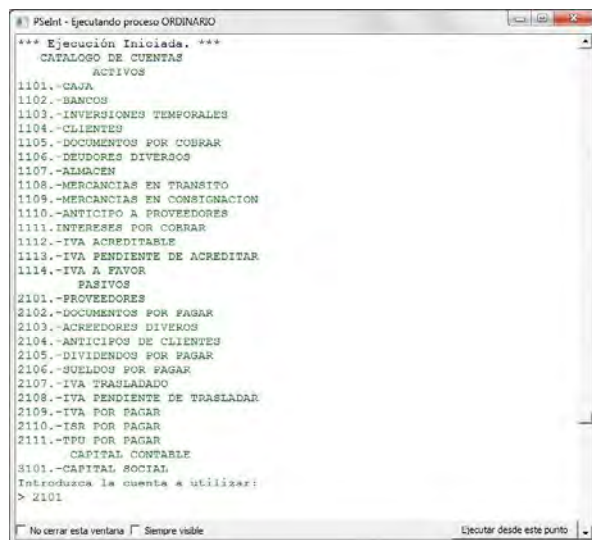 PSeInt - Ejecutando proceso ORDINARIO
*** Ejecución Iniciada. ***
CATALOGO DE CUENTAS
ACTIVOS
1101.-CAJA
1102.-BANCOS
1103.-INVERSIONES TEMPORALES
1104.-CLIENTES
1105.-DOCUMENTOS POR COBRAR
1106.-DEUDORES DIVERSOS
1107.-ALMACEN
1108.-MERCANCIAS EN TRANSITO
1109.-MERCANCIAS EN CONSIGNACION
1110.-ANTICIPO A PROVEEDORES
1111.INTERESES POR COBRAR
1112.-IVA ACREDITABLE
1113.-IVA PENDIENTE DE ACREDITAR
1114.-IVA A FAVOR
PASIVOS
2101.-PROVEEDORES
2102.-DOCUMENTOS POR PAGAR
2103.-ACREEDORES DIVEROS
2104.-ANTICIPOS DE CLIENTES
2105.-DIVIDENDOS POR PAGAR
2106.-SUELDOS POR PAGAR
2107.-IVA TRASLADADO
2108.-IVA PENDIENTE DE TRASLADAR
2109.-IVA POR PAGAR
2110.-ISR POR PAGAR
2111.-TPU POR PAGAR
CAPITAL CONTABLE
3101.-CAPITAL SOCIAL
Introduzca la cuenta a utilizar:
> 2101
No cerrar esta ventana Siempre visible Ejecutar desde este punto